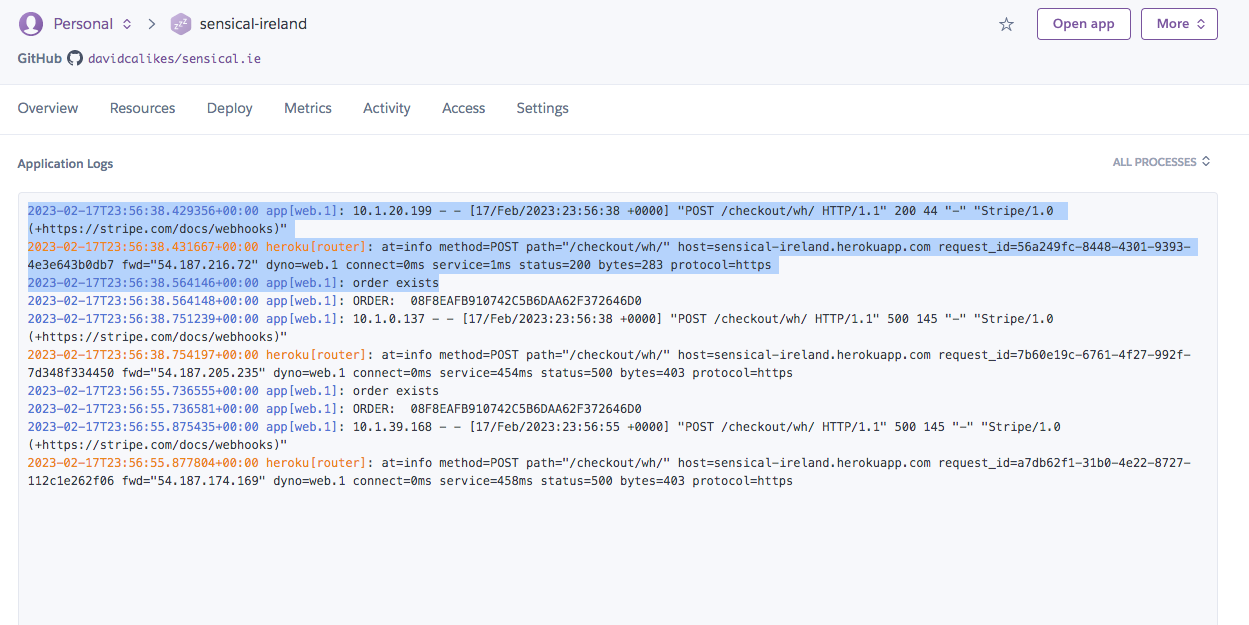 Personal > sensical-ireland Open app More
GitHub davidcalikes/sensical.ie
Overview Resources Deploy Metrics Activity Access Settings
Application Logs ALL PROCESSES
2023-02-17T23:56:38.429356+00:00 app[web.1]: 10.1.20.199 - - [17/Feb/2023:23:56:38 +0000] "POST /checkout/wh/ HTTP/1.1" 200 44 "-" "Stripe/1.0
(+https://stripe.com/docs/webhooks)"
2023-02-17T23:56:38.431667+00:00 heroku[router]: at=info method=POST path="/checkout/wh/" host=sensical-ireland.herokuapp.com request_id=56a249fc-8448-4301-9393-
4e3e643b0db7 fwd="54.187.216.72" dyno=web.1 connect=0ms service=1ms status=200 bytes=283 protocol=https
2023-02-17T23:56:38.564146+00:00 app[web.1]: order exists
2023-02-17T23:56:38.564148+00:00 app[web.1]: ORDER:  08F8EAFB910742C5B6DAA62F372646D0
2023-02-17T23:56:38.751239+00:00 app[web.1]: 10.1.0.137 - - [17/Feb/2023:23:56:38 +0000] "POST /checkout/wh/ HTTP/1.1" 500 145 "-" "Stripe/1.0
(+https://stripe.com/docs/webhooks)"
2023-02-17T23:56:38.754197+00:00 heroku[router]: at=info method=POST path="/checkout/wh/" host=sensical-ireland.herokuapp.com request_id=7b60e19c-6761-4f27-992f-
7d348f334450 fwd="54.187.205.235" dyno=web.1 connect=0ms service=454ms status=500 bytes=403 protocol=https
2023-02-17T23:56:55.736555+00:00 app[web.1]: order exists
2023-02-17T23:56:55.736581+00:00 app[web.1]: ORDER:  08F8EAFB910742C5B6DAA62F372646D0
2023-02-17T23:56:55.875435+00:00 app[web.1]: 10.1.39.168 - - [17/Feb/2023:23:56:55 +0000] "POST /checkout/wh/ HTTP/1.1" 500 145 "-" "Stripe/1.0
(+https://stripe.com/docs/webhooks)"
2023-02-17T23:56:55.877804+00:00 heroku[router]: at=info method=POST path="/checkout/wh/" host=sensical-ireland.herokuapp.com request_id=a7db62f1-31b0-4e22-8727-
112c1e262f06 fwd="54.187.174.169" dyno=web.1 connect=0ms service=458ms status=500 bytes=403 protocol=https